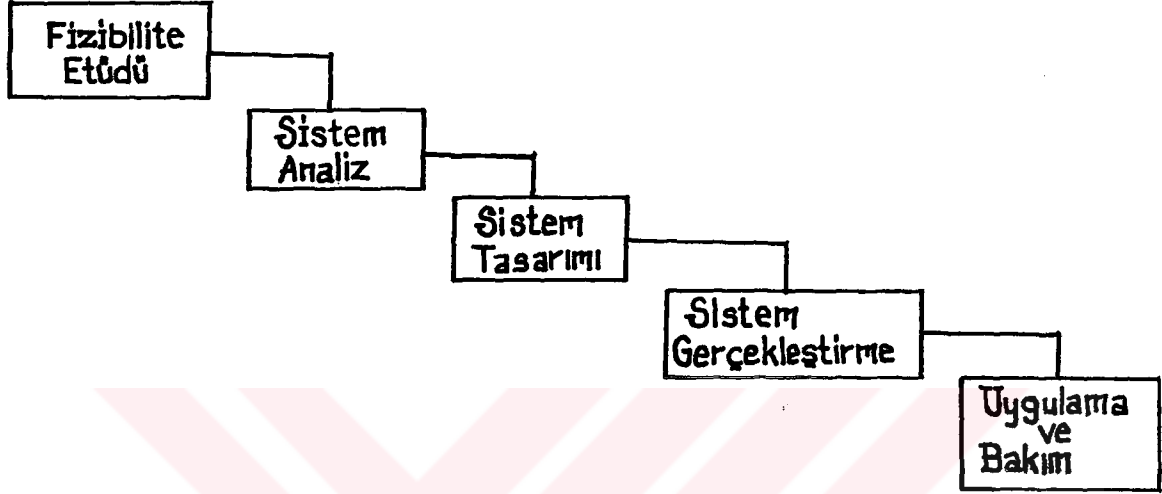 Fizibilite
Etüdü
Sistem
Analiz
Sistem
Tasarımı
Sistem
Gerçekleştirme
Uygulama
ve
Bakım